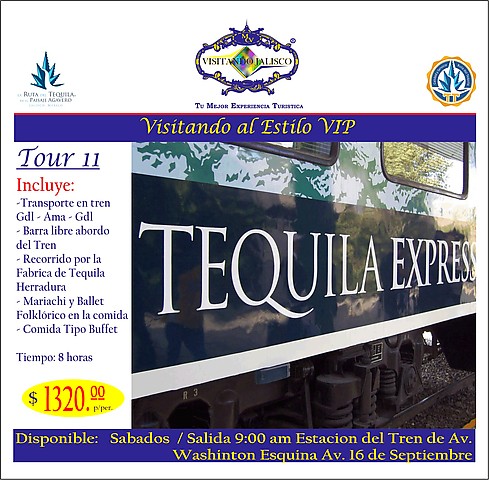 VISITANDO JALISCO
®
TU MEJOR EXPERIENCIA TURISTICA
LA RUTA DEL TEQUILA,
PAISAJE AGAVERO
Visitando al Estilo VIP
Tour 11
Incluye:
-Transporte en tren
Gdl - Ama - Gdl
- Barra libre abordo
del Tren
- Recorrido por la
Fabrica de Tequila
Herradura
- Mariachi y Ballet
Folklórico en la comida
- Comida Tipo Buffet
Tiempo: 8 horas
$ 1320.00
p/per.
TEQUILA EXPRESS
R 3
Disponible: Sabados / Salida 9:00 am Estacion del Tren de Av.
Washinton Esquina Av. 16 de Septiembre